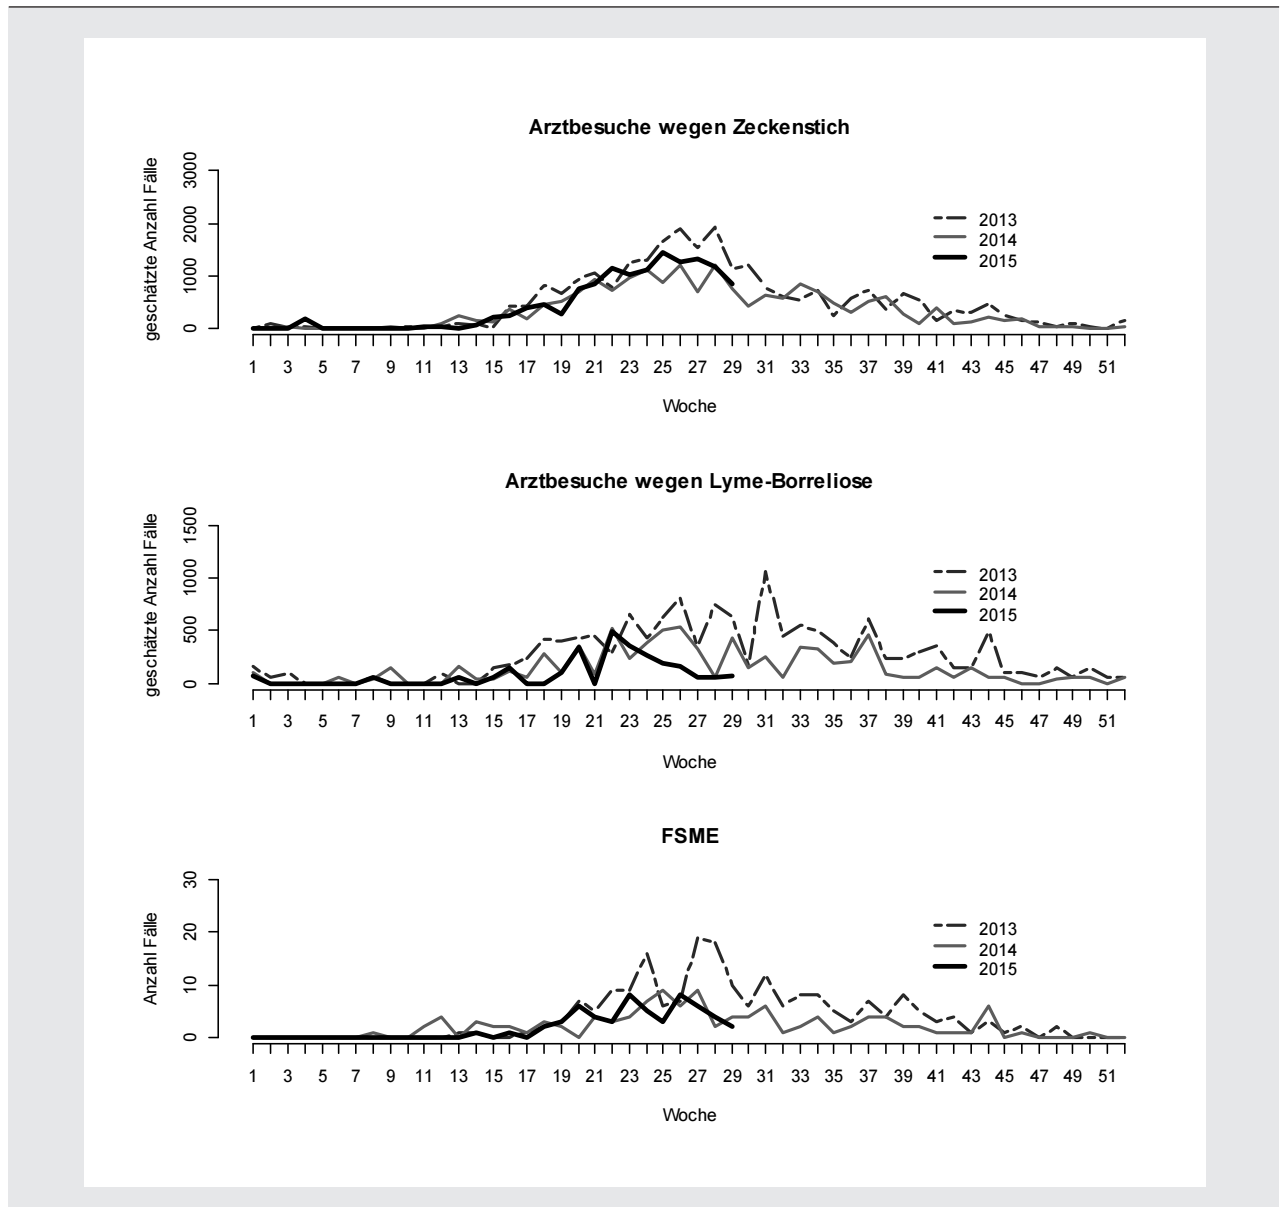 Arztbesuche wegen Zeckenstich
geschätzte Anzahl Fälle
3000
2000
1000
0
2013
2014
2015
1 3 5 7 9 11 13 15 17 19 21 23 25 27 29 31 33 35 37 39 41 43 45 47 49 51
Woche
Arztbesuche wegen Lyme-Borreliose
geschätzte Anzahl Fälle
1500
1000
500
0
2013
2014
2015
1 3 5 7 9 11 13 15 17 19 21 23 25 27 29 31 33 35 37 39 41 43 45 47 49 51
Woche
FSME
Anzahl Fälle
30
20
10
0
2013
2014
2015
1 3 5 7 9 11 13 15 17 19 21 23 25 27 29 31 33 35 37 39 41 43 45 47 49 51
Woche